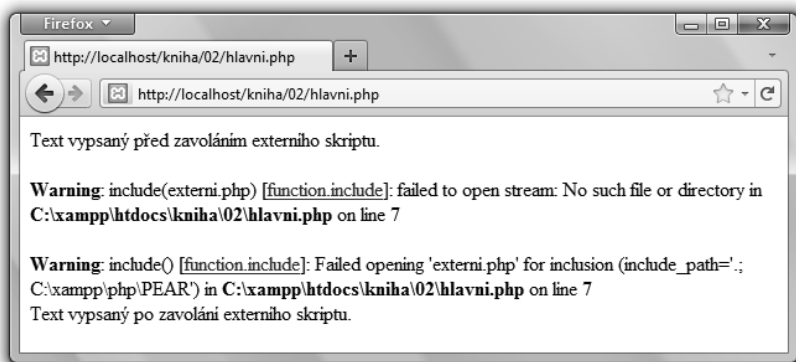 Firefox
http://localhost/kniha/02/hlavni.php
http://localhost/kniha/02/hlavni.php
Text vypsaný před zavoláním externího skriptu.
Warning: include(externi.php) [function.include]: failed to open stream: No such file or directory in
C:\xampp\htdocs\kniha\02\hlavni.php on line 7
Warning: include() [function.include]: Failed opening 'externi.php' for inclusion (include_path='.;
C:\xampp\php\PEAR') in C:\xampp\htdocs\kniha\02\hlavni.php on line 7
Text vypsaný po zavolání externího skriptu.